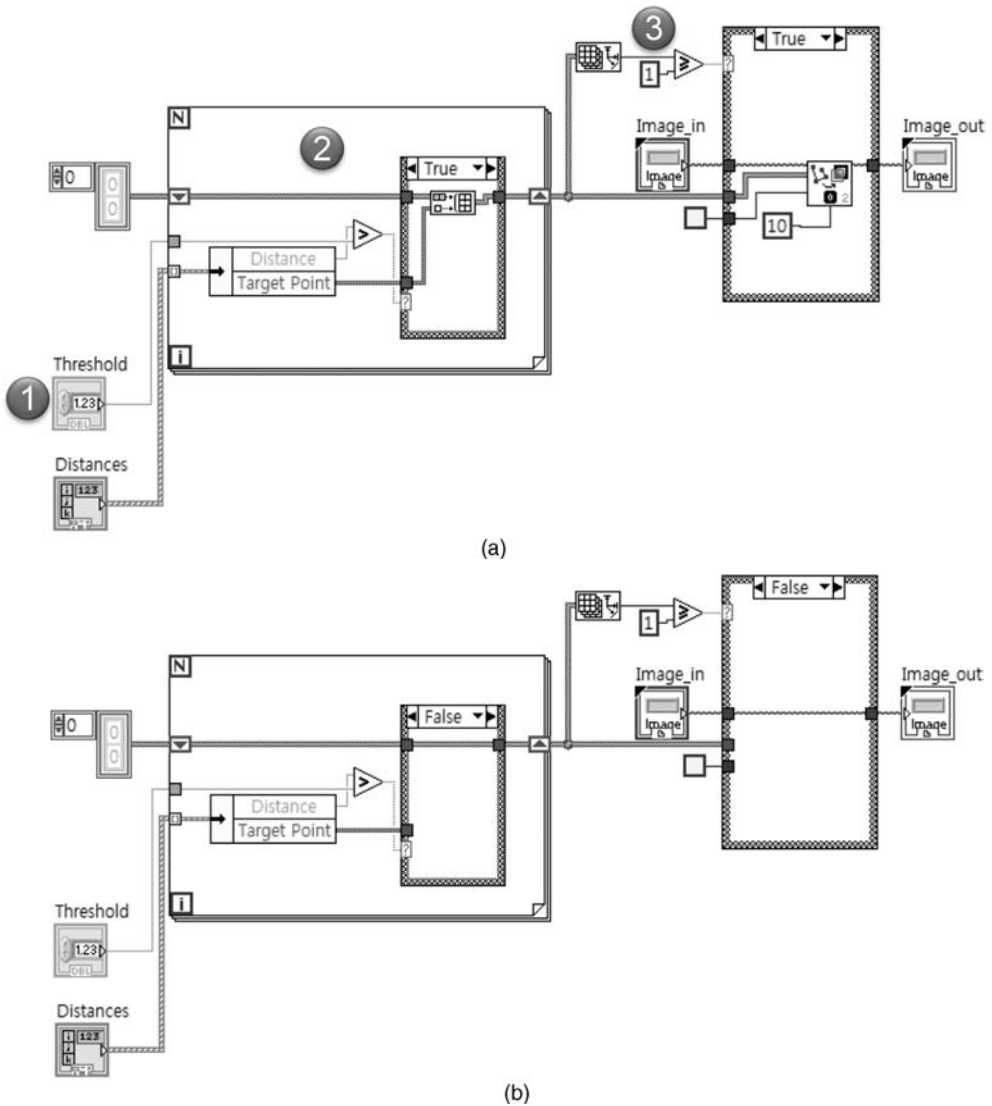 3
True
1
?
N
2
Image_in
Image_out
0
0
0
True
Image
Image
0 2
10
>
Distance
Target Point
?
i
Threshold
1
1.23
DBL
Distances
i
123
k
(a)
False
1
?
N
Image_in
Image_out
0
0
0
False
Image
Image
>
Distance
Target Point
?
i
Threshold
1.23
DBL
Distances
i
123
k
(b)